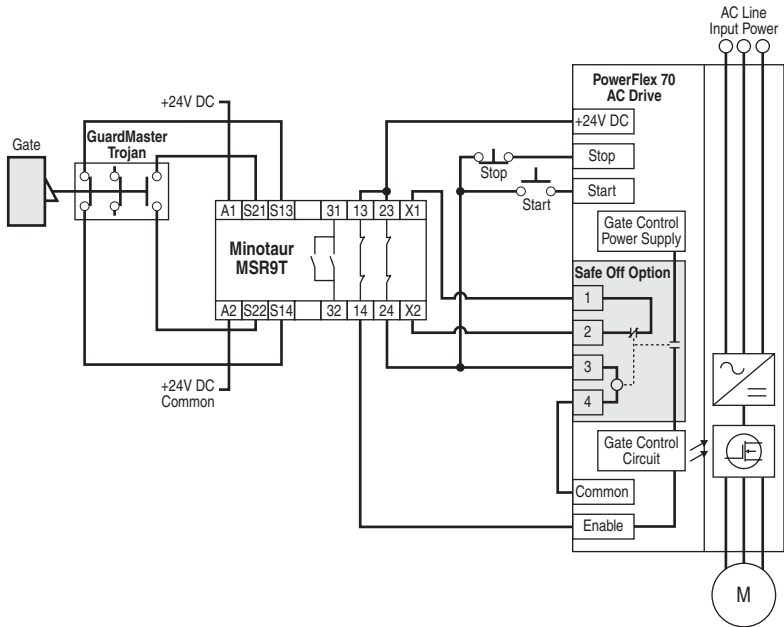 AC Line
Input Power
PowerFlex 70
AC Drive
+24V DC
+24V DC
GuardMaster
Trojan
Gate
Stop
Stop
Start
Start
A1 S21 S13 31 13 23 X1
Minotaur
MSR9T
A2 S22 S14 32 14 24 X2
+24V DC
Common
Gate Control
Power Supply
Safe Off Option
1
2
3
4
Gate Control
Circuit
Common
Enable
M